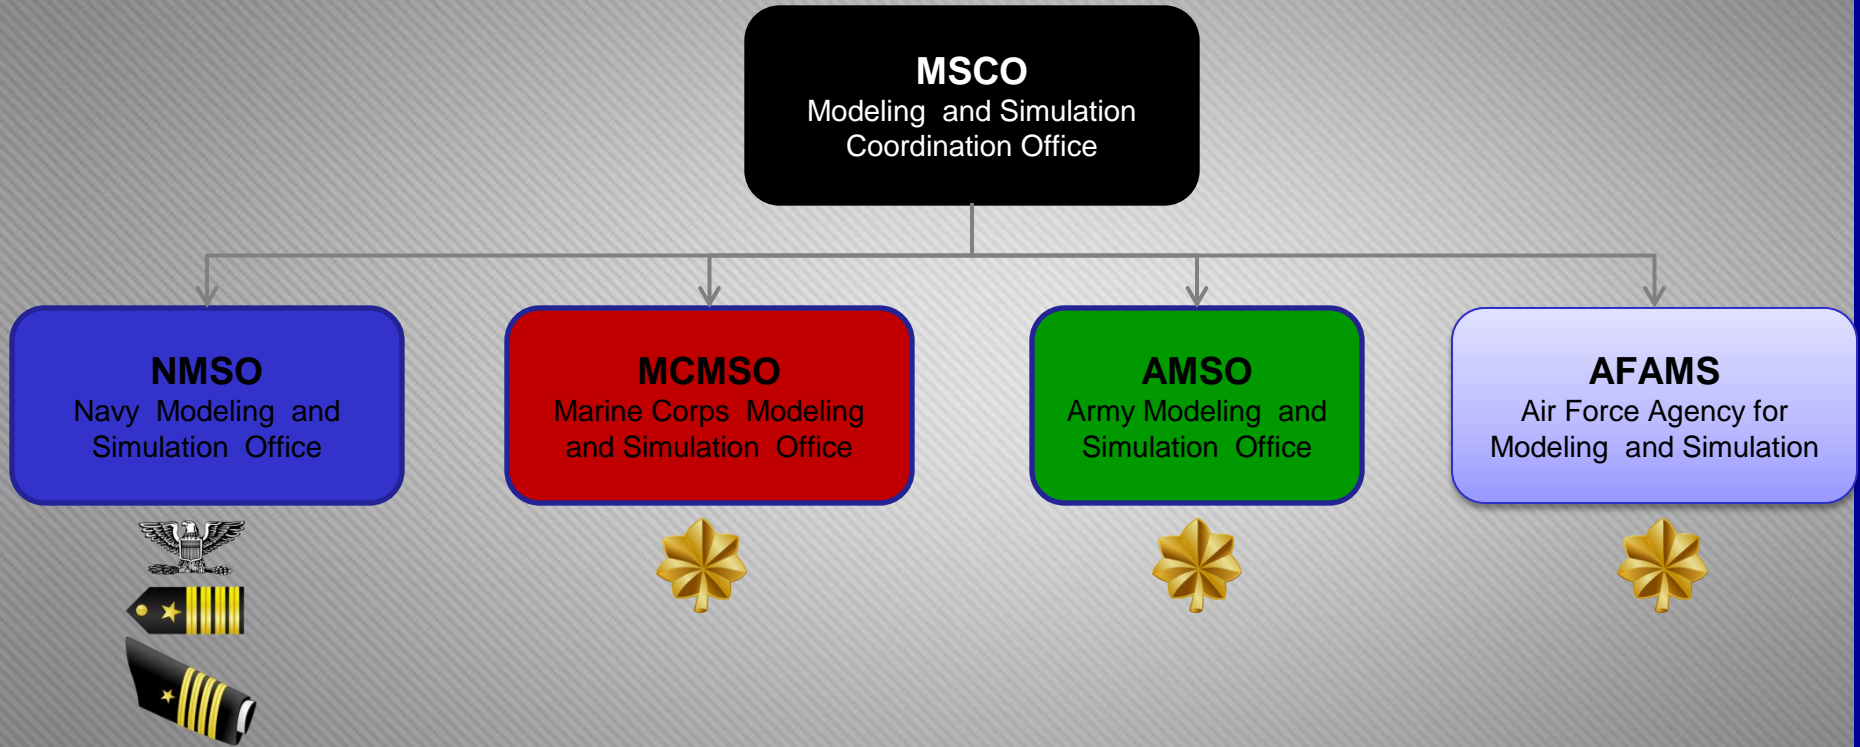 MSCO
Modeling and Simulation
Coordination Office
NMSO
Navy Modeling and
Simulation Office
MCMSO
Marine Corps Modeling
and Simulation Office
AMSO
Army Modeling and
Simulation Office
AFAMS
Air Force Agency for
Modeling and Simulation